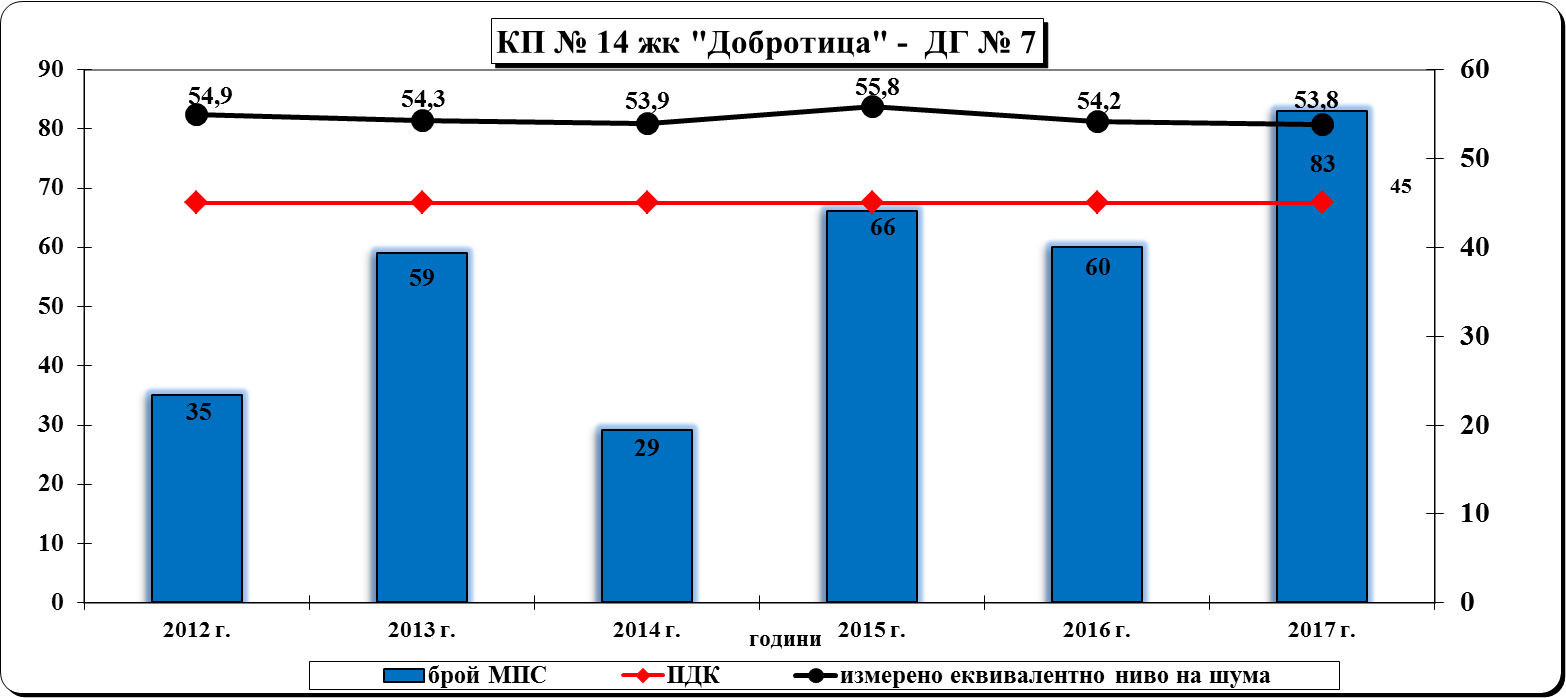 КП № 14 жк "Добротица" - ДГ № 7
90
80
70
60
50
40
30
20
10
0
54,9
54,3
53,9
55,8
54,2
53,8
35
59
29
66
60
83
45
60
50
40
30
20
10
0
2012 г.
2013 г.
2014 г.
2015 г.
2016 г.
2017 г.
години
брой МПС
ПДК
измерено еквивалентно ниво на шума